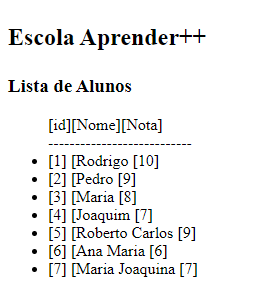 Escola Aprender++
Lista de Alunos
[id][Nome][Nota]
---------------------------
[1] [Rodrigo [10]
[2] [Pedro [9]
[3] [Maria [8]
[4] [Joaquim [7]
[5] [Roberto Carlos [9]
[6] [Ana Maria [6]
[7] [Maria Joaquina [7]